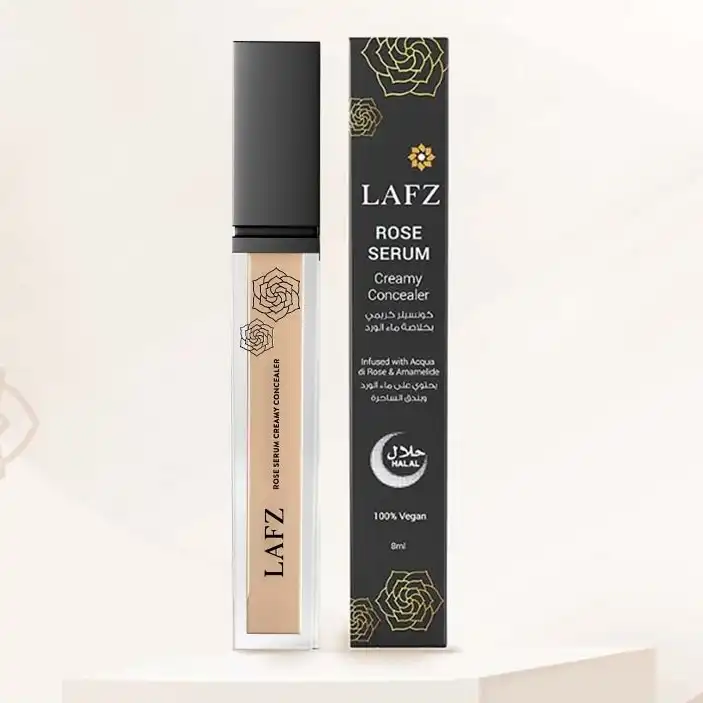 LAFZ
ROSE SERUM CREAMY CONCEALER
LAFZ
ROSE
SERUM
Creamy
Concealer
كونسيلر كريمي
بخلاصة ماء الورد
Infused with Acqua
di Rose & Amamelide
يحتوي على ماء الورد
وبندق الساحرة
حلال
HALAL
100% Vegan
8ml